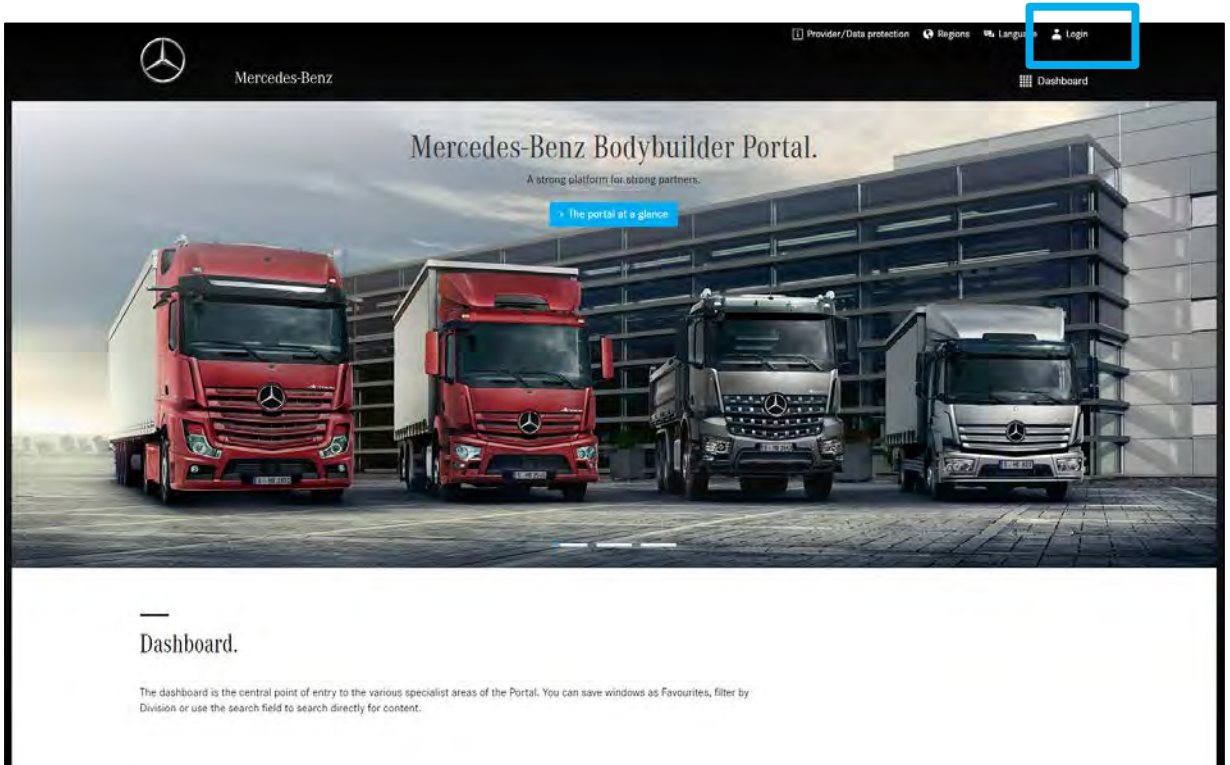 Provider/Data protection Regions Language Login
Mercedes-Benz
Dashboard
Mercedes-Benz Bodybuilder Portal.
A strong platform for strong partners.
> The portal at a glance
Dashboard.
The dashboard is the central point of entry to the various specialist areas of the Portal. You can save windows as Favourites, filter by
Division or use the search field to search directly for content.